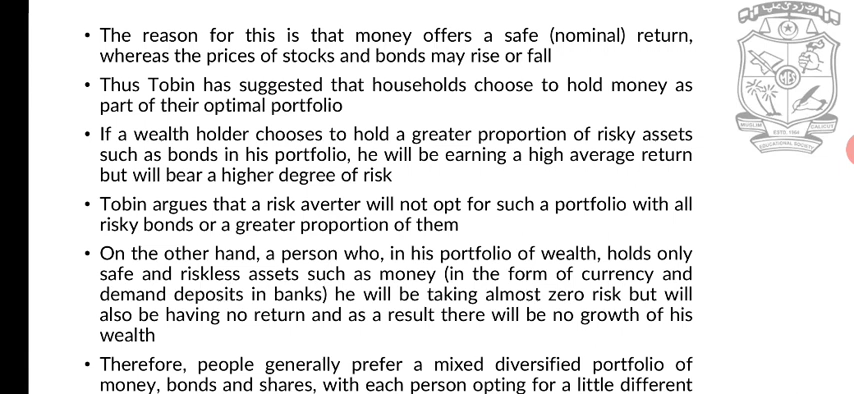 • The reason for this is that money offers a safe (nominal) return,
whereas the prices of stocks and bonds may rise or fall
• Thus Tobin has suggested that households choose to hold money as
part of their optimal portfolio
• If a wealth holder chooses to hold a greater proportion of risky assets
such as bonds in his portfolio, he will be earning a high average return
but will bear a higher degree of risk
• Tobin argues that a risk averter will not opt for such a portfolio with all
risky bonds or a greater proportion of them
• On the other hand, a person who, in his portfolio of wealth, holds only
safe and riskless assets such as money (in the form of currency and
demand deposits in banks) he will be taking almost zero risk but will
also be having no return and as a result there will be no growth of his
wealth
• Therefore, people generally prefer a mixed diversified portfolio of
money, bonds and shares, with each person opting for a little different
MES
MUSLIM
ESTD. 1964
CALICUT
EDUCATIONAL SOCIETY